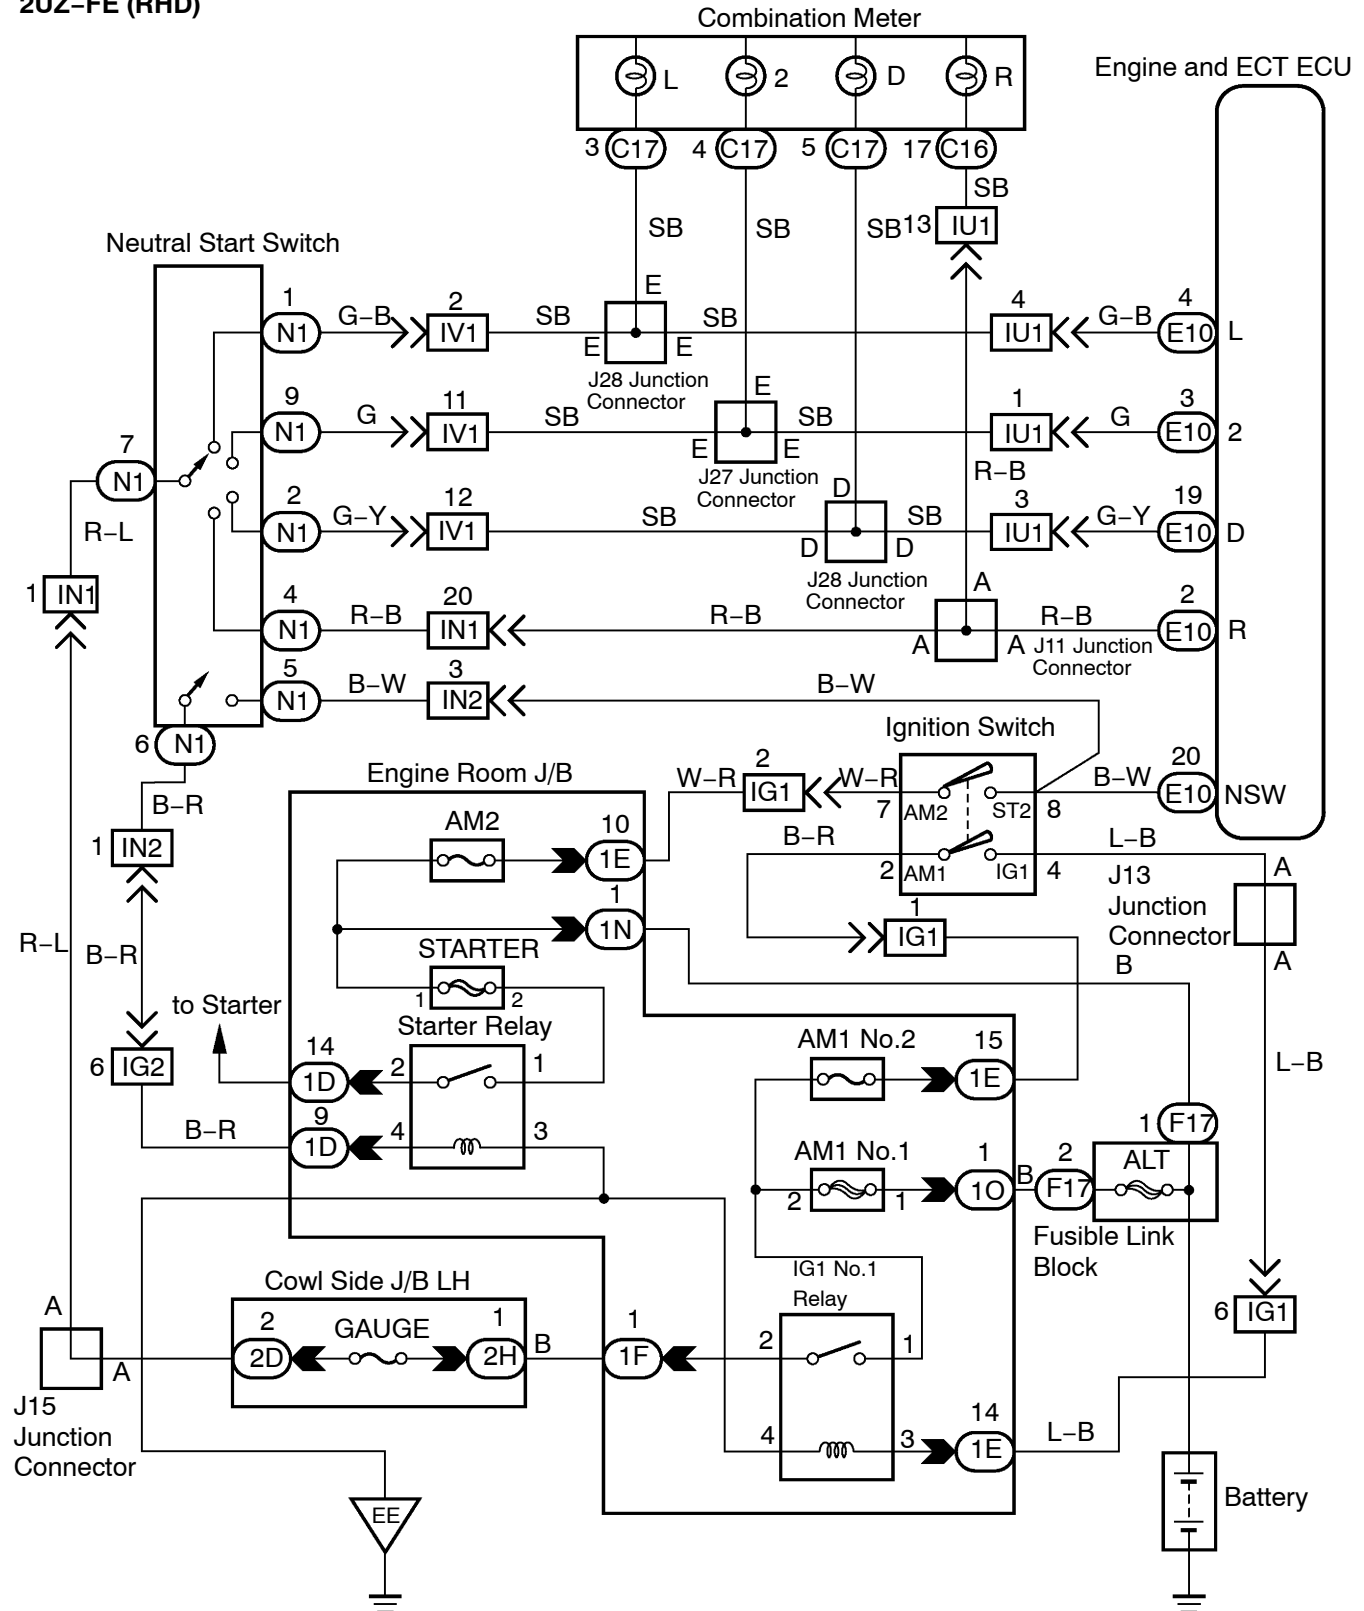 2UZ–FE (RHD)
Combination Meter
Engine and ECT ECU
L 2 D R
3 C17 4 C17 5 C17 17 C16
SB
SB SB SB 13 IU1
Neutral Start Switch
E
1 2 4 4
N1 G–B IV1 SB SB IU1 G–B E10 L
E E
J28 Junction
Connector
E
9 11 1 3
N1 G IV1 SB SB IU1 G E10 2
E E
7
N1
J27 Junction
Connector
R–B
D
2 12 3 19
N1 G–Y IV1 SB SB IU1 G–Y E10 D
R–L
D D
J28 Junction
Connector
1 IN1
A
4 20 2
N1 R–B IN1 R–B R–B E10 R
A A J11 Junction
Connector
5 3
N1 B–W IN2 B–W
6 N1
Ignition Switch
Engine Room J/B
2 20
W–R IG1 W–R B–W E10 NSW
7 AM2 ST2 8
B–R
1 IN2
AM2 10
1E
B–R L–B
2 AM1 IG1 4
A
J13
Junction
Connector
A
1
1N
1
IG1
B
R–L
B–R
STARTER
1 2
to Starter
Starter Relay
14
1D 2 1
AM1 No.2 15
1E
L–B
6 IG2
9
B–R 1D 4 3
1 F17
AM1 No.1 1 2 ALT
2 1 1O B F17
Fusible Link
Block
IG1 No.1
Relay
Cowl Side J/B LH
A
6 IG1
2 GAUGE 1 1
2D 2H B 1F 2 1
A
J15
Junction
Connector
14
4 3 1E L–B
Battery
EE